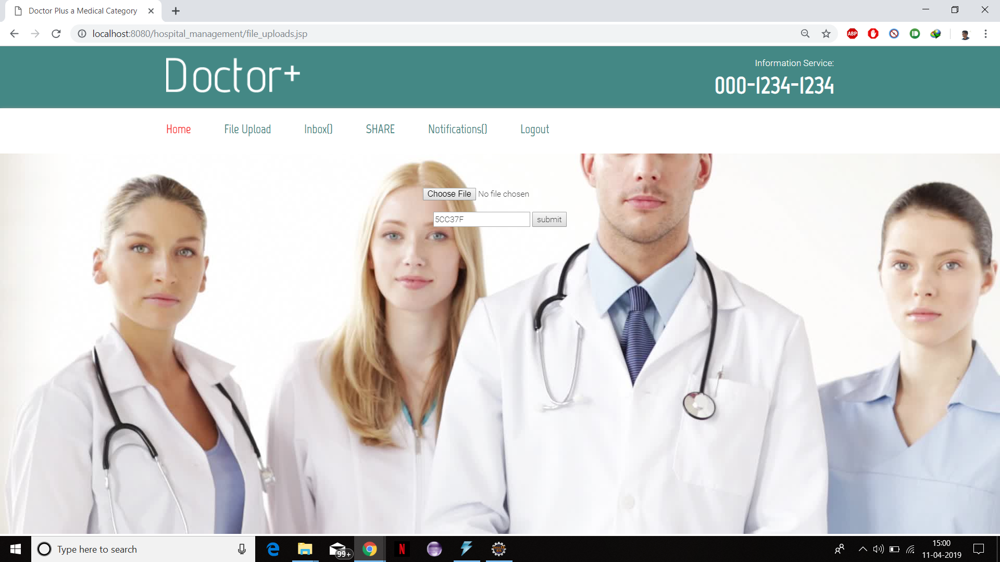 Doctor Plus a Medical Category
localhost:8080/hospital_management/file_uploads.jsp
ABP
Doctor+
Information Service:
000-1234-1234
Home File Upload Inbox() SHARE Notifications() Logout
Choose File No file chosen
5CC37F submit
Type here to search
99+
N
15:00
11-04-2019